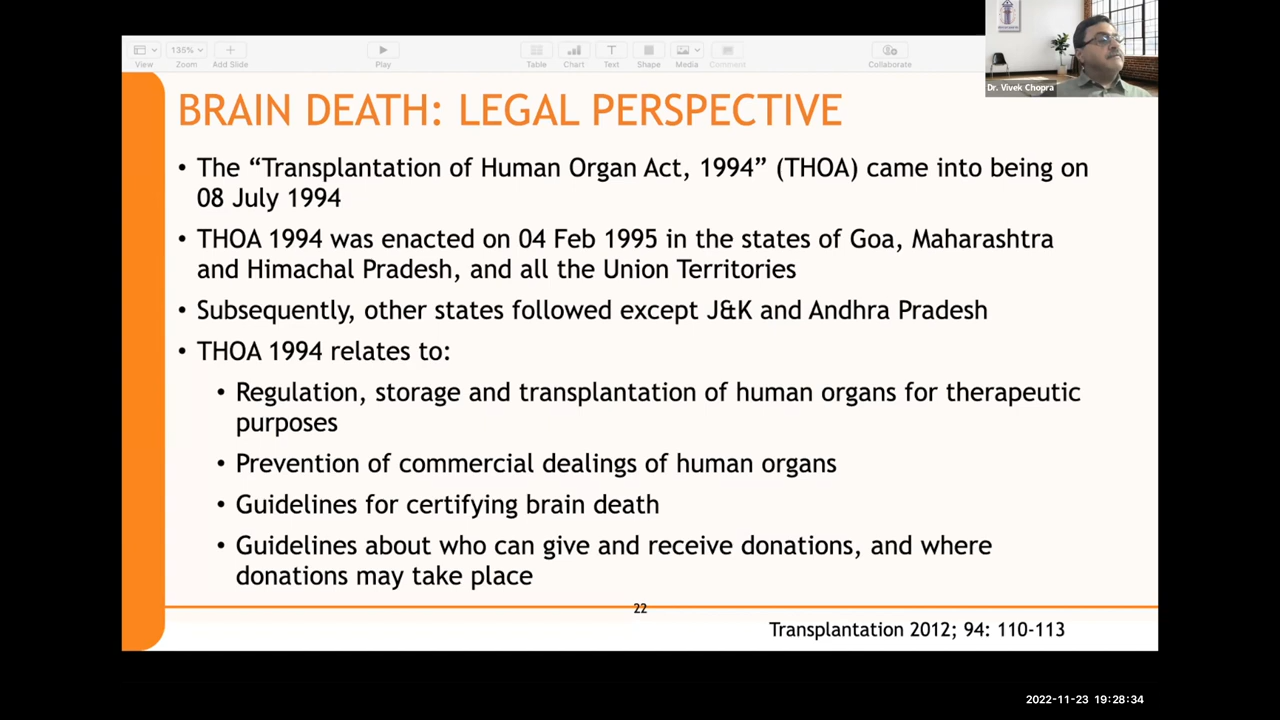 View
135%
Zoom
Add Slide
Play
Table
Chart
Text
Shape
Media
Comment
Collaborate
Dr. Vivek Chopra
BRAIN DEATH: LEGAL PERSPECTIVE
• The “Transplantation of Human Organ Act, 1994” (THOA) came into being on
08 July 1994
• THOA 1994 was enacted on 04 Feb 1995 in the states of Goa, Maharashtra
and Himachal Pradesh, and all the Union Territories
• Subsequently, other states followed except J&K and Andhra Pradesh
• THOA 1994 relates to:
• Regulation, storage and transplantation of human organs for therapeutic
purposes
• Prevention of commercial dealings of human organs
• Guidelines for certifying brain death
• Guidelines about who can give and receive donations, and where
donations may take place
22
Transplantation 2012; 94: 110-113
2022-11-23 19:28:34